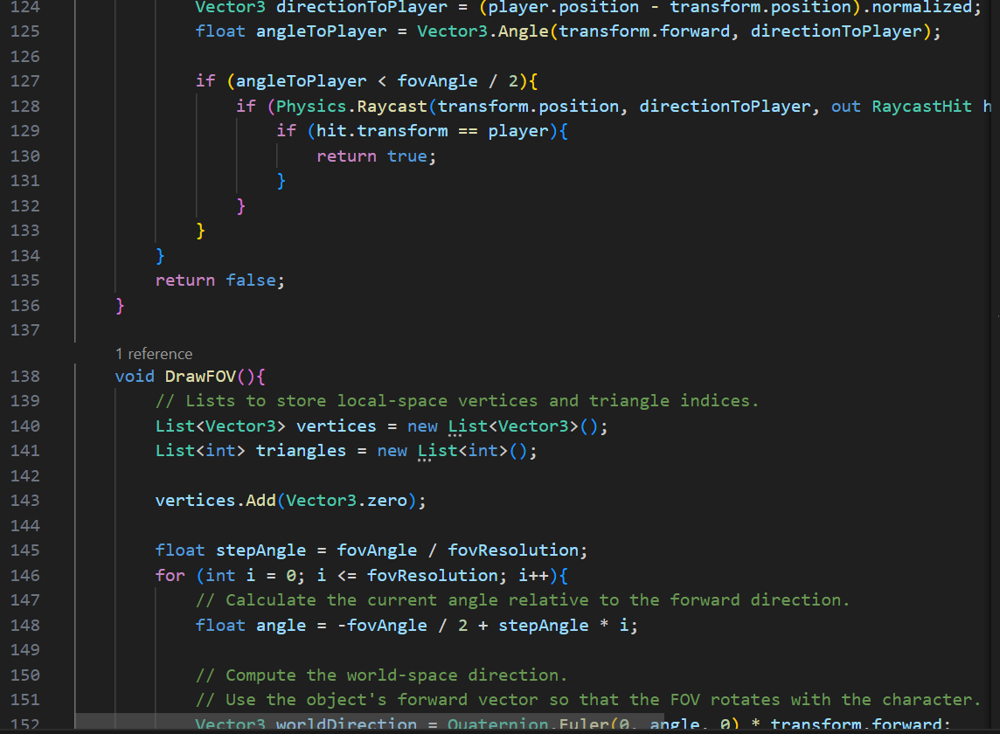 124 Vector3 directionToPlayer = (player.position - transform.position).normalized;
125 float angleToPlayer = Vector3.Angle(transform.forward, directionToPlayer);
126
127 if (angleToPlayer < fovAngle / 2){
128 if (Physics.Raycast(transform.position, directionToPlayer, out RaycastHit h
129 if (hit.transform == player){
130 return true;
131 }
132 }
133 }
134 }
135 return false;
136 }
137
1 reference
138 void DrawFOV(){
139 // Lists to store local-space vertices and triangle indices.
140 List<Vector3> vertices = new List<Vector3>();
141 List<int> triangles = new List<int>();
142
143 vertices.Add(Vector3.zero);
144
145 float stepAngle = fovAngle / fovResolution;
146 for (int i = 0; i <= fovResolution; i++){
147 // Calculate the current angle relative to the forward direction.
148 float angle = -fovAngle / 2 + stepAngle * i;
149
150 // Compute the world-space direction.
151 // Use the object's forward vector so that the FOV rotates with the character.
152 Vector3 worldDirection = Quaternion.Euler(0, angle, 0) * transform.forward;